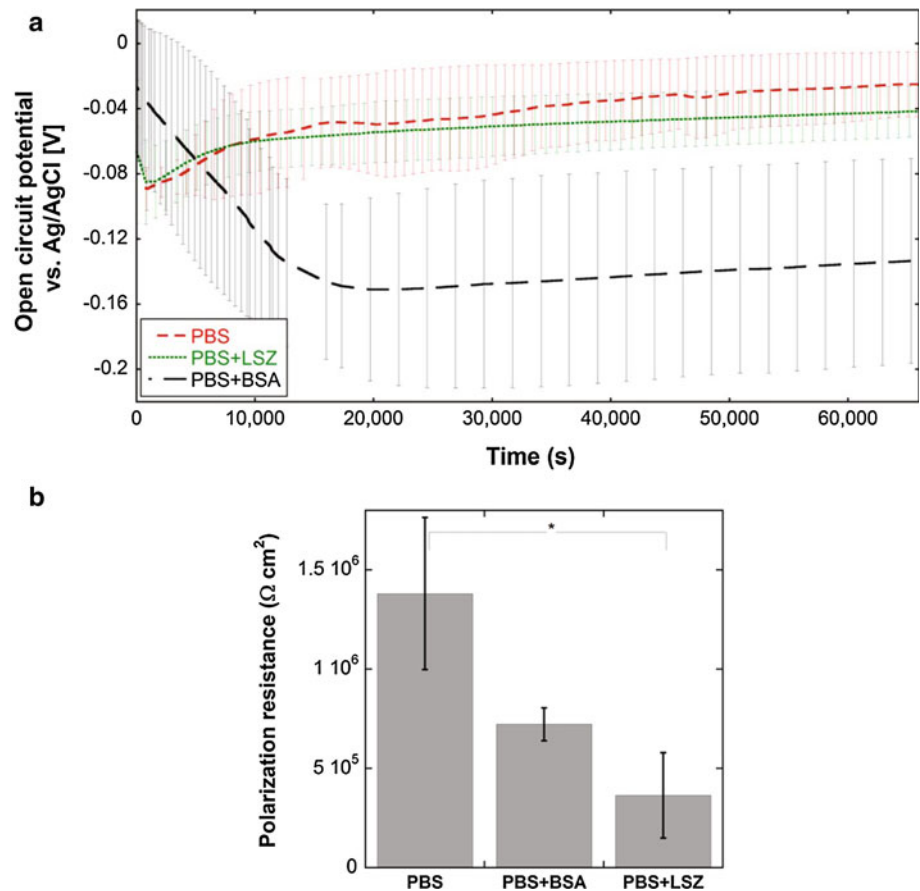 a
Open circuit potential
vs. Ag/AgCl [V]
0
-0.04
-0.08
-0.12
-0.16
-0.2
PBS
PBS+LSZ
PBS+BSA
0
10,000
20,000
30,000
40,000
50,000
60,000
Time (s)
b
Polarization resistance (Ω cm²)
1.5 10⁶
1 10⁶
5 10⁵
0
*
PBS
PBS+BSA
PBS+LSZ